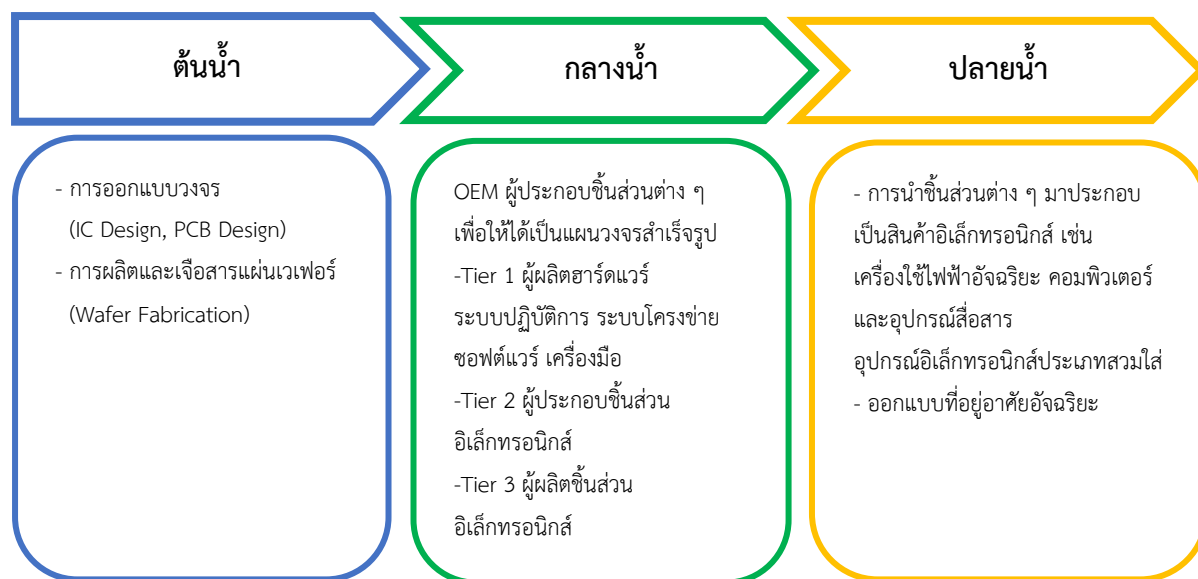 ต้นน้ำ
กลางน้ำ
ปลายน้ำ
- การออกแบบวงจร
(IC Design, PCB Design)
- การผลิตและเจือสารแผ่นเวเฟอร์
(Wafer Fabrication)
OEM ผู้ประกอบชิ้นส่วนต่าง ๆ
เพื่อให้ได้เป็นแผนวงจรสำเร็จรูป
-Tier 1 ผู้ผลิตฮาร์ดแวร์
ระบบปฏิบัติการ ระบบโครงข่าย
ซอฟต์แวร์ เครื่องมือ
-Tier 2 ผู้ประกอบชิ้นส่วน
อิเล็กทรอนิกส์
-Tier 3 ผู้ผลิตชิ้นส่วน
อิเล็กทรอนิกส์
- การนำชิ้นส่วนต่าง ๆ มาประกอบ
เป็นสินค้าอิเล็กทรอนิกส์ เช่น
เครื่องใช้ไฟฟ้าอัจฉริยะ คอมพิวเตอร์
และอุปกรณ์สื่อสาร
อุปกรณ์อิเล็กทรอนิกส์ประเภทสวมใส่
- ออกแบบที่อยู่อาศัยอัจฉริยะ